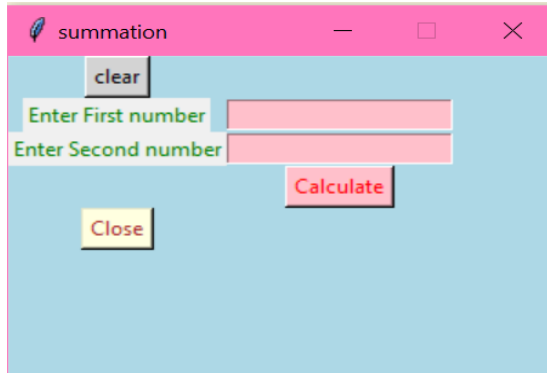 summation
clear
Enter First number
Enter Second number
Calculate
Close